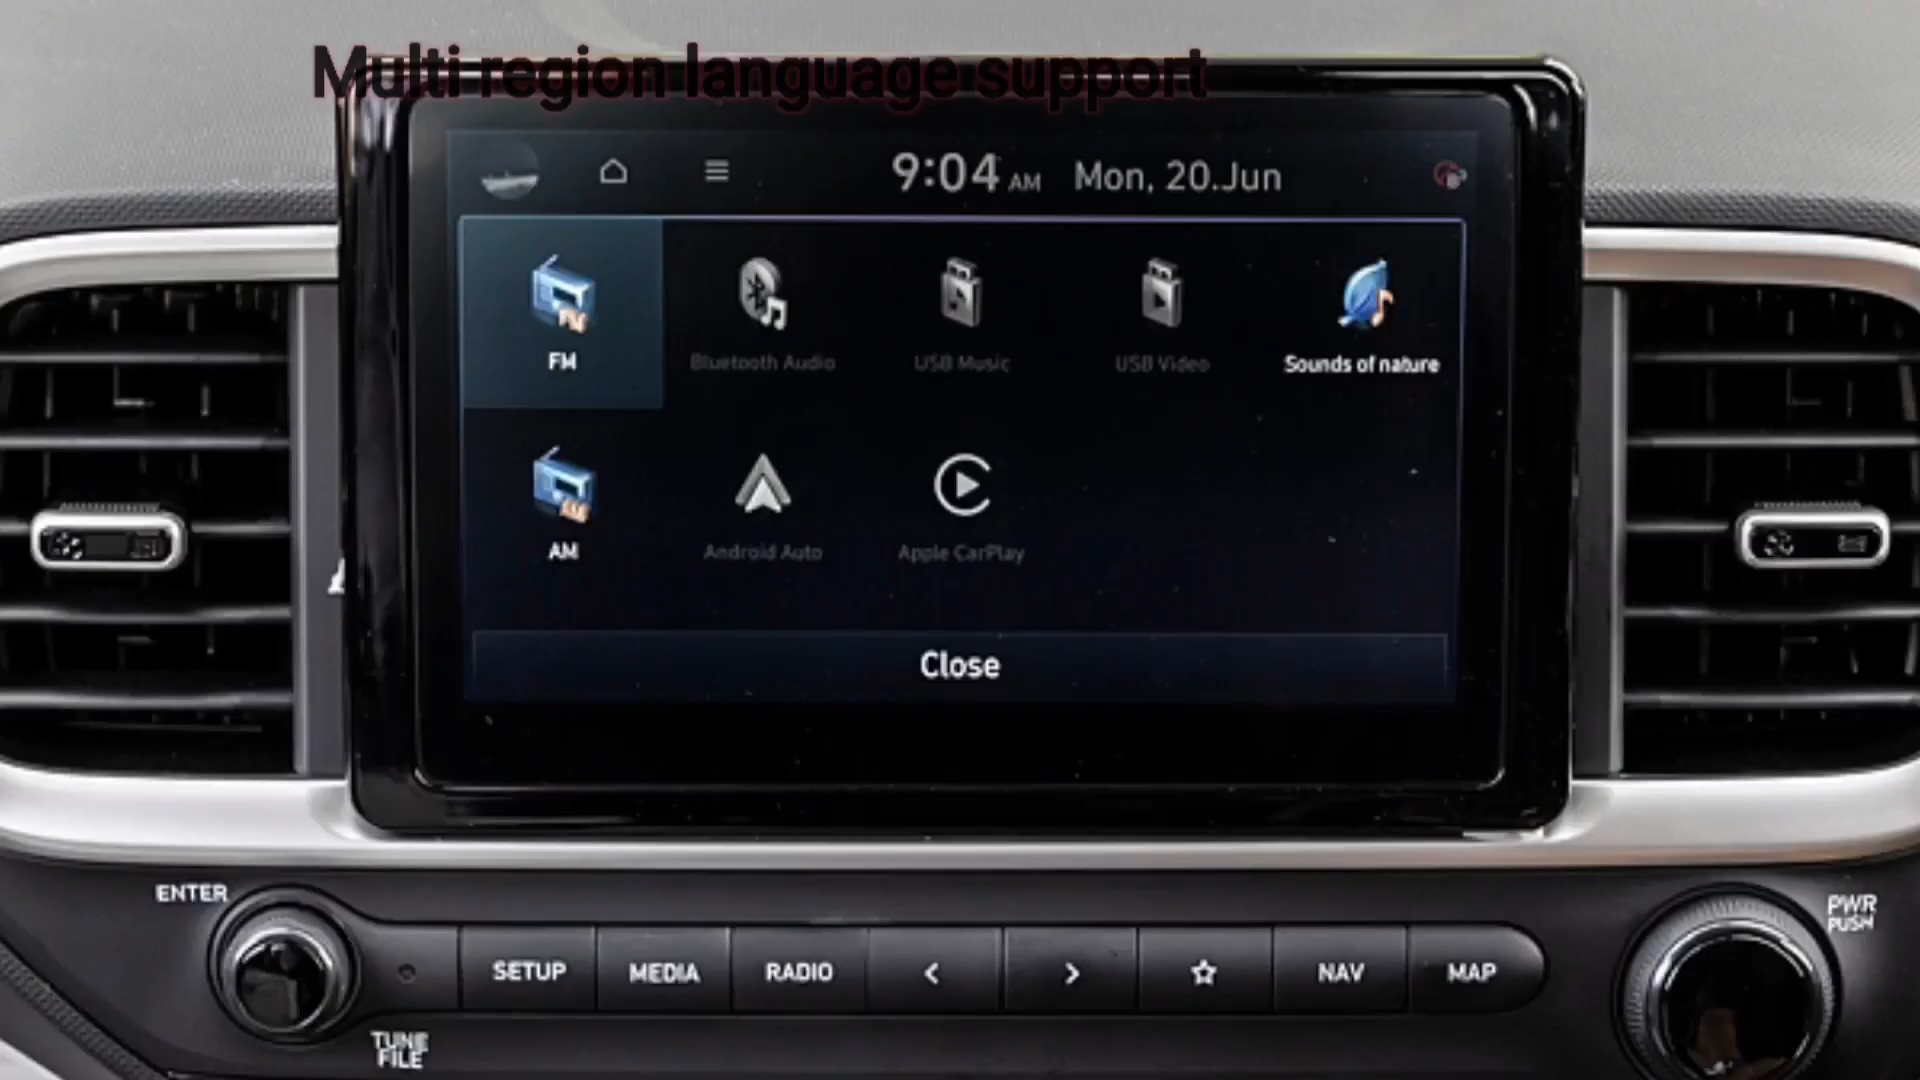 Multi region language support
9:04 AM Mon, 20.Jun
FM
Bluetooth Audio
USB Music
USB Video
Sounds of nature
AM
Android Auto
Apple CarPlay
Close
ENTER
PWR
PUSH
SETUP
MEDIA
RADIO
NAV
MAP
TUNE
FILE